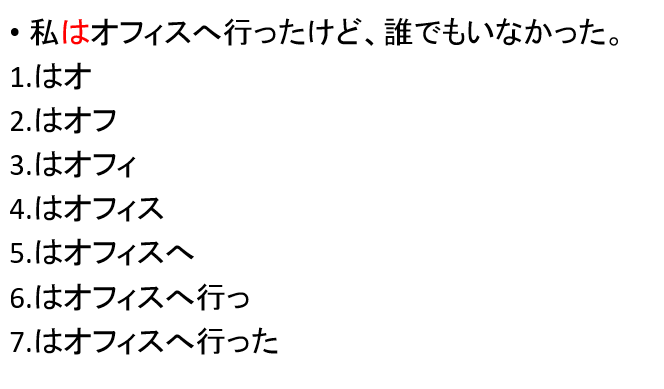 • 私はオフィスへ行ったけど、誰でもいなかった。
1.はオ
2.はオフ
3.はオフィ
4.はオフィス
5.はオフィスへ
6.はオフィスへ行っ
7.はオフィスへ行った